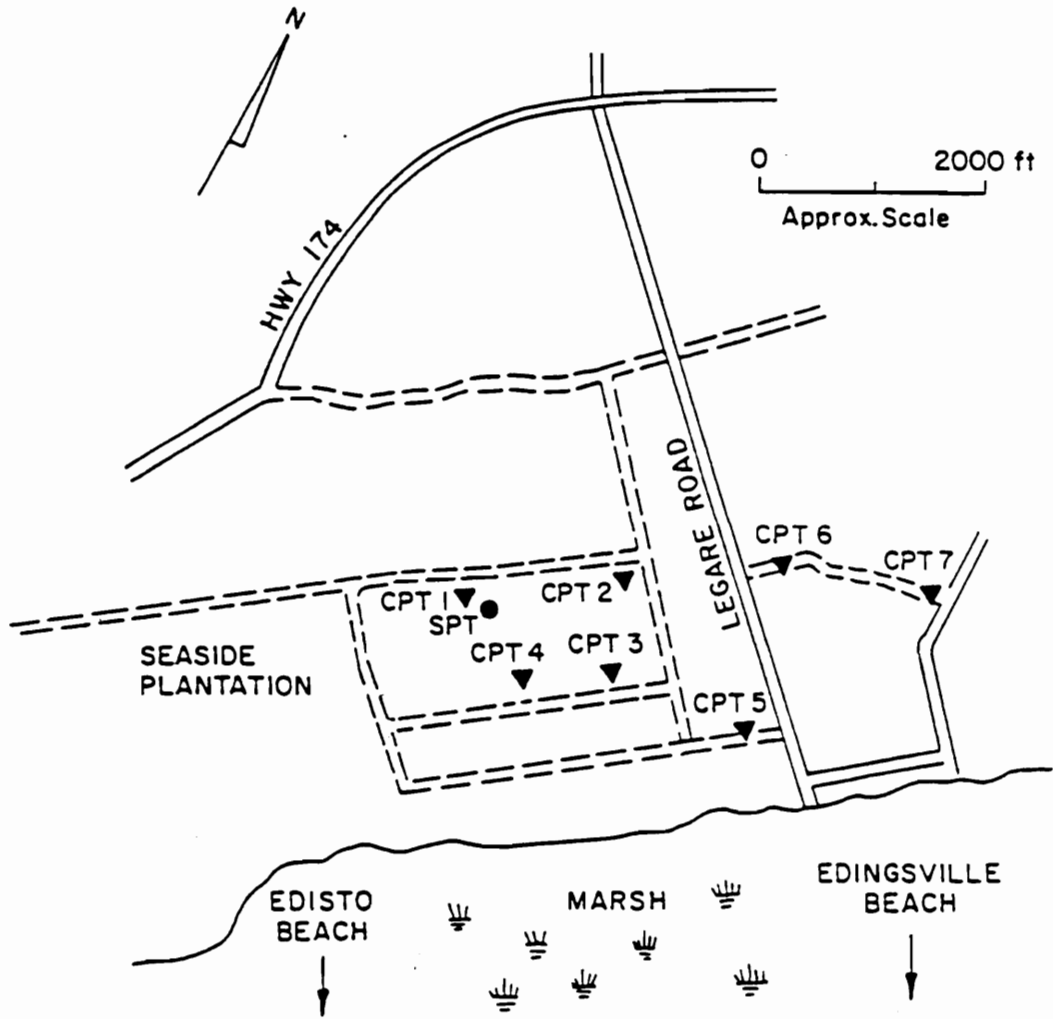 N
0 2000 ft
Approx. Scale
HWY 174
LEGARE ROAD
CPT 6
CPT 7
CPT 1
CPT 2
SPT
CPT 4
CPT 3
SEASIDE
PLANTATION
CPT 5
EDISTO
BEACH
MARSH
EDINGSVILLE
BEACH